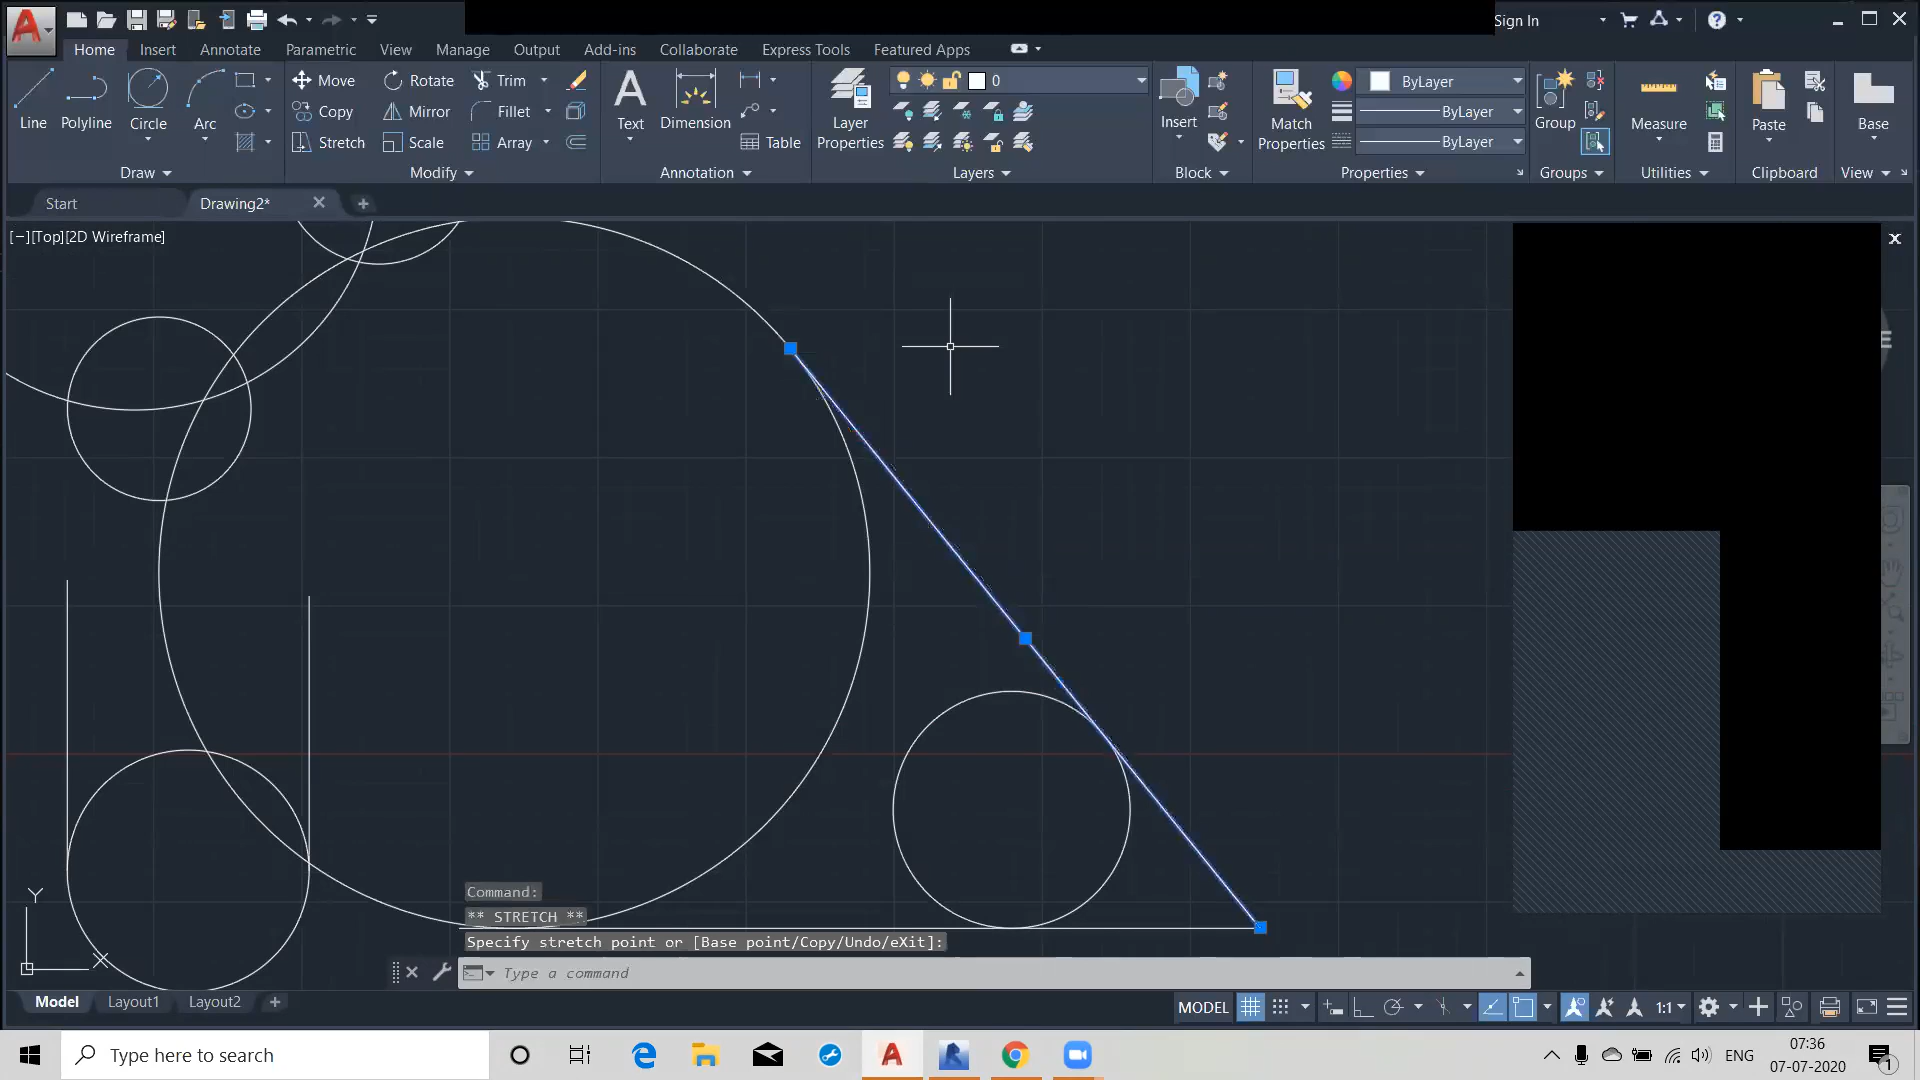 Sign In
Home Insert Annotate Parametric View Manage Output Add-ins Collaborate Express Tools Featured Apps
Move Rotate Trim
0
ByLayer
Copy Mirror Fillet
ByLayer
Line Polyline Circle Arc Text Dimension Layer Properties Insert Match Properties Group Measure Paste Base
Stretch Scale Array Table
ByLayer
Draw Modify Annotation Layers Block Properties Groups Utilities Clipboard View
Start Drawing2*
[−][Top][2D Wireframe]
Y
Command:
** STRETCH **
Specify stretch point or [Base point/Copy/Undo/eXit]:
X
Type a command
Model Layout1 Layout2
MODEL 1:1
Type here to search
ENG
07:36
07-07-2020
1